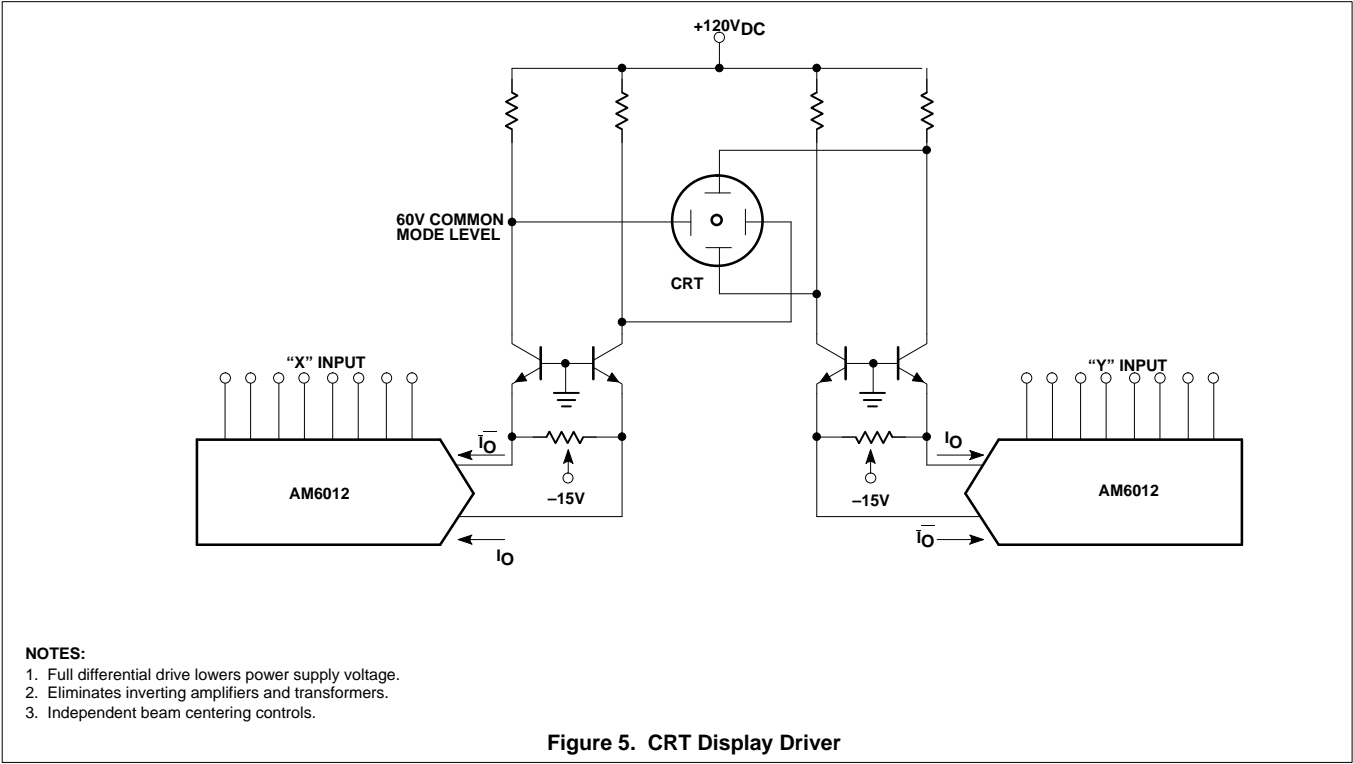 +120VDC
60V COMMON
MODE LEVEL
CRT
“X” INPUT
“Y” INPUT
I̅O̅
IO
AM6012
AM6012
–15V
–15V
IO
I̅O̅
NOTES:
1. Full differential drive lowers power supply voltage.
2. Eliminates inverting amplifiers and transformers.
3. Independent beam centering controls.
Figure 5. CRT Display Driver